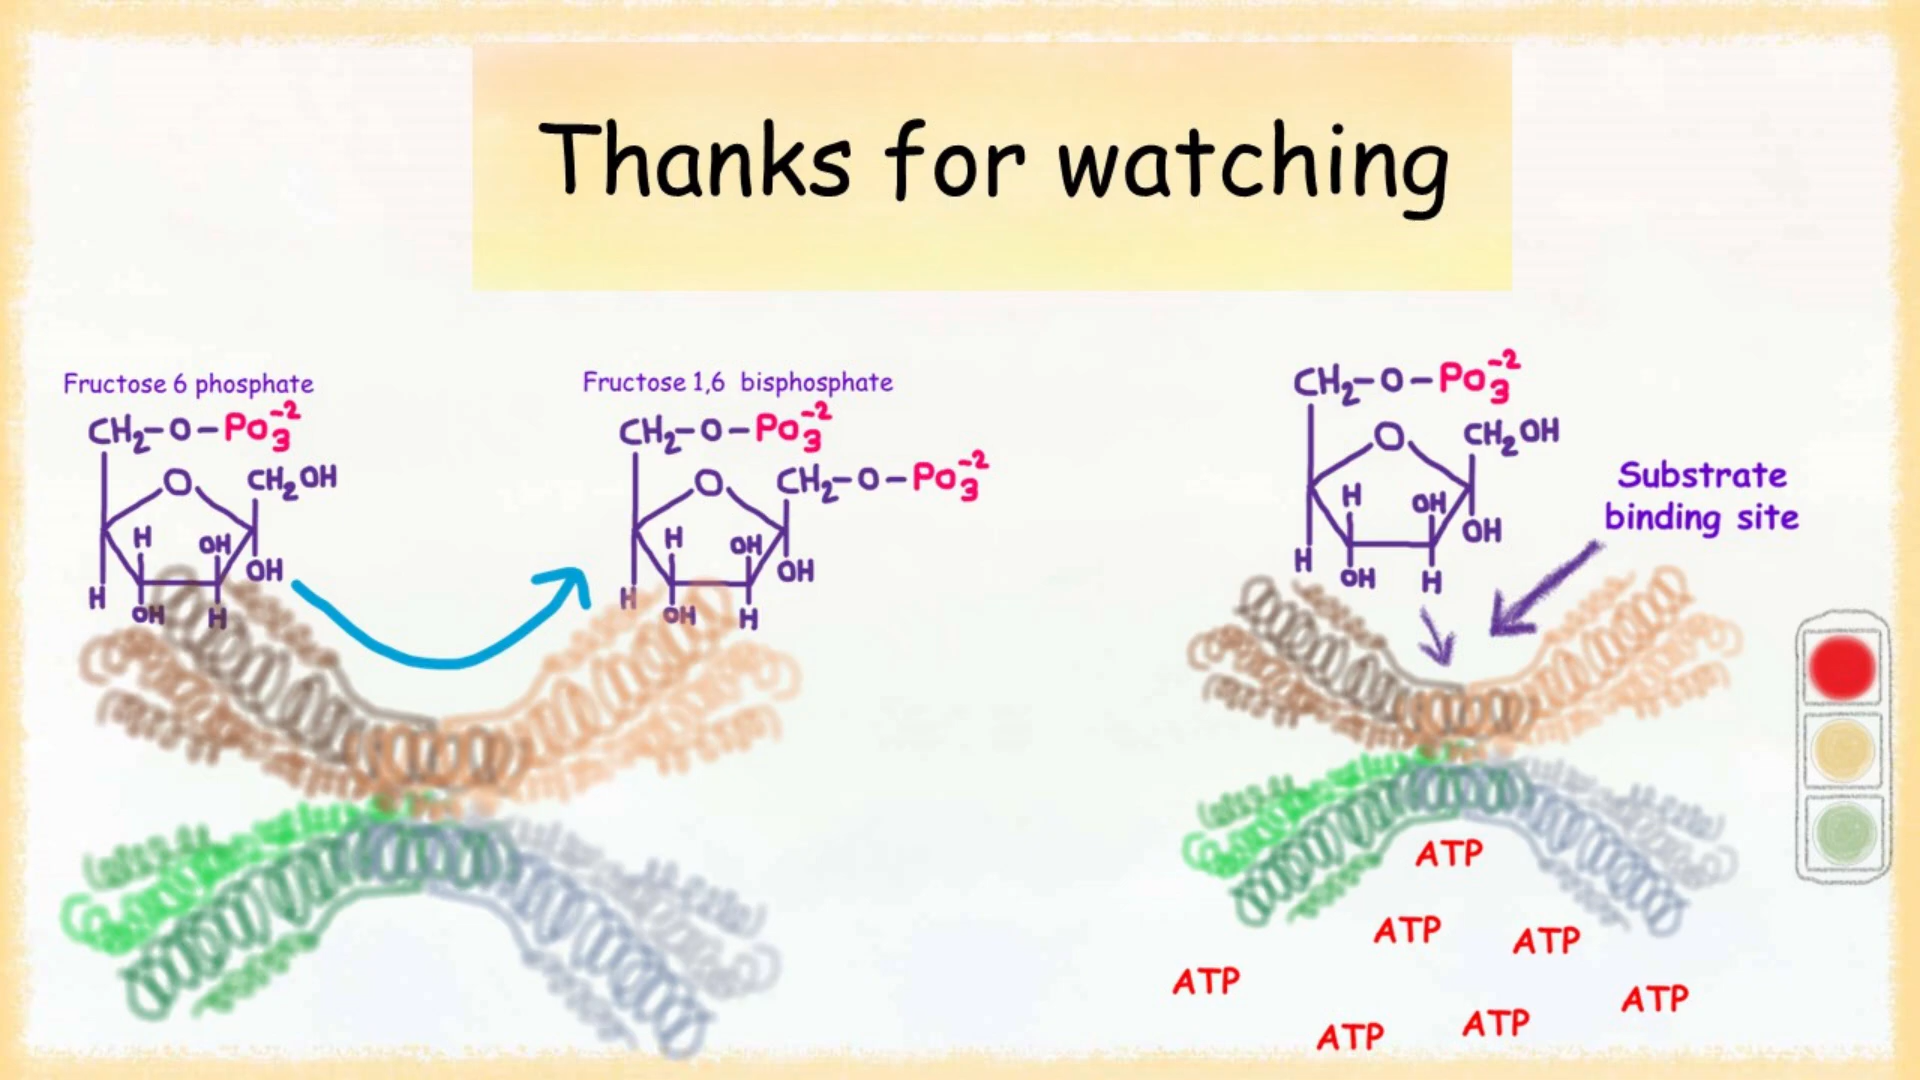 Thanks for watching
Fructose 6 phosphate
CH2-O-Po3-2
O
CH2OH
H
OH
OH
H
OH
H
Fructose 1,6 bisphosphate
CH2-O-Po3-2
O
CH2-O-Po3-2
H
OH
OH
H
OH
H
CH2-O-Po3-2
O
CH2OH
H
OH
OH
H
OH
H
Substrate
binding site
ATP
ATP
ATP
ATP
ATP
ATP
ATP